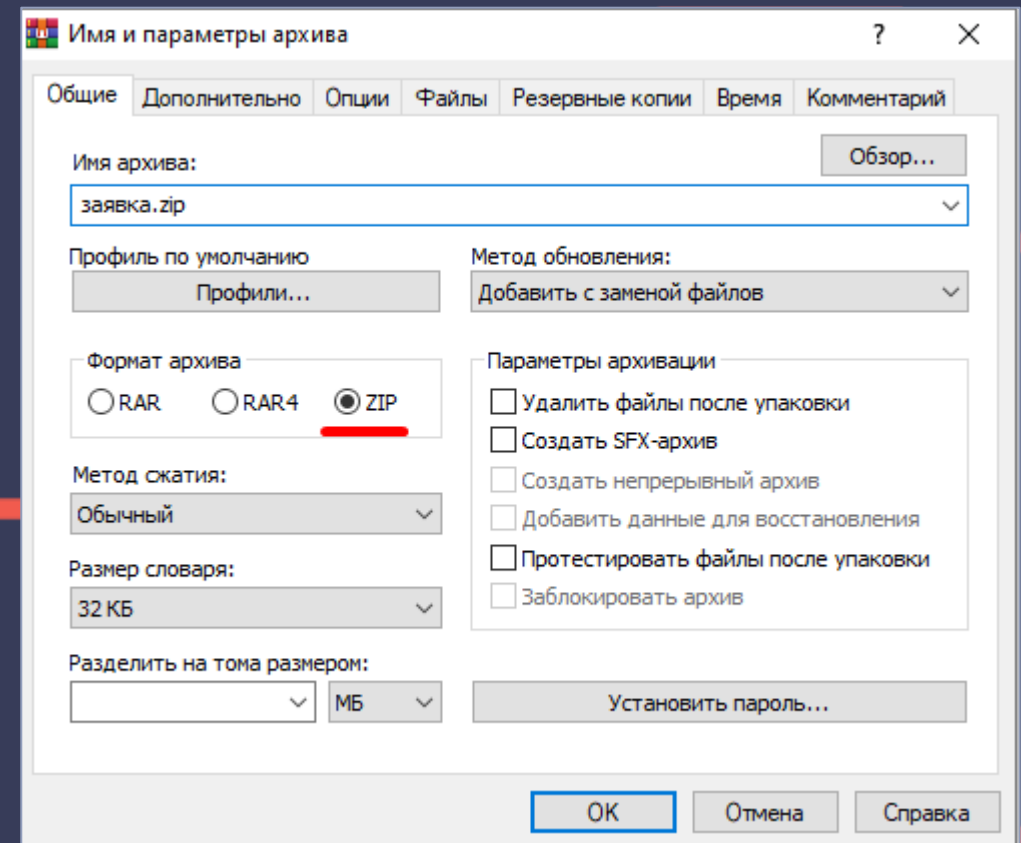 Имя и параметры архива
?
Общие Дополнительно Опции Файлы Резервные копии Время Комментарий
Обзор...
Имя архива:
заявка.zip
Профиль по умолчанию
Метод обновления:
Профили...
Добавить с заменой файлов
Формат архива
RAR RAR4 ZIP
Параметры архивации
Удалить файлы после упаковки
Создать SFX-архив
Создать непрерывный архив
Добавить данные для восстановления
Протестировать файлы после упаковки
Заблокировать архив
Метод сжатия:
Обычный
Размер словаря:
32 КБ
Разделить на тома размером:
МБ
Установить пароль...
ОК Отмена Справка